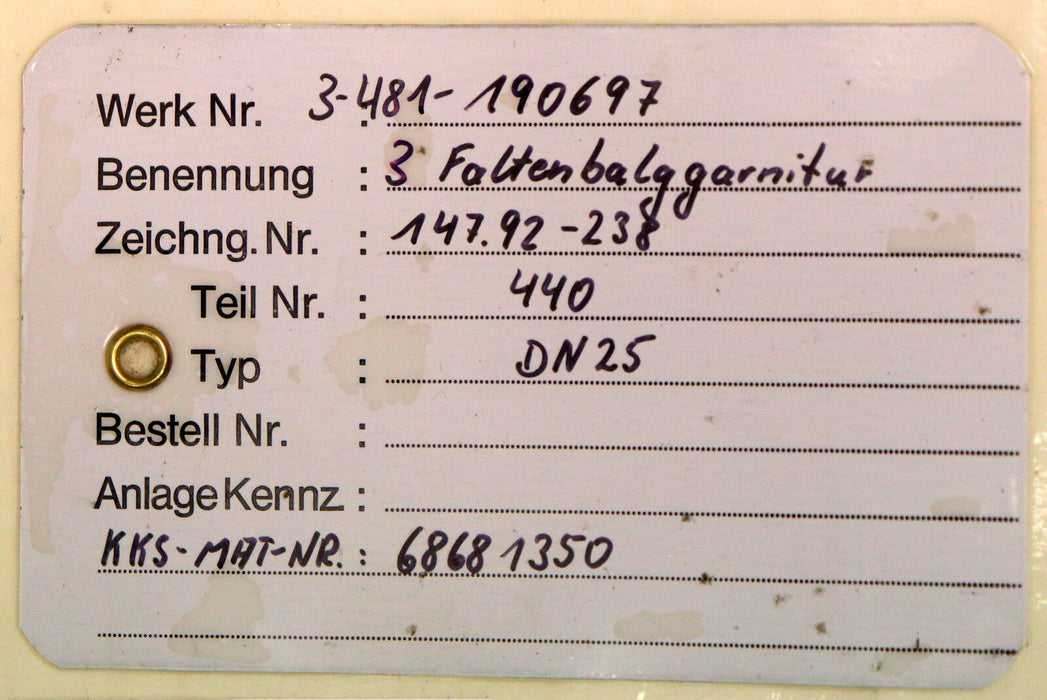 Werk Nr. : 3-481-190697
Benennung : 3 Faltenbalggarnitur
Zeichng. Nr. : 147.92-238
Teil Nr. : 440
Typ : DN25
Bestell Nr. :
Anlage Kennz :
KKS-MAT-NR. : 68681350